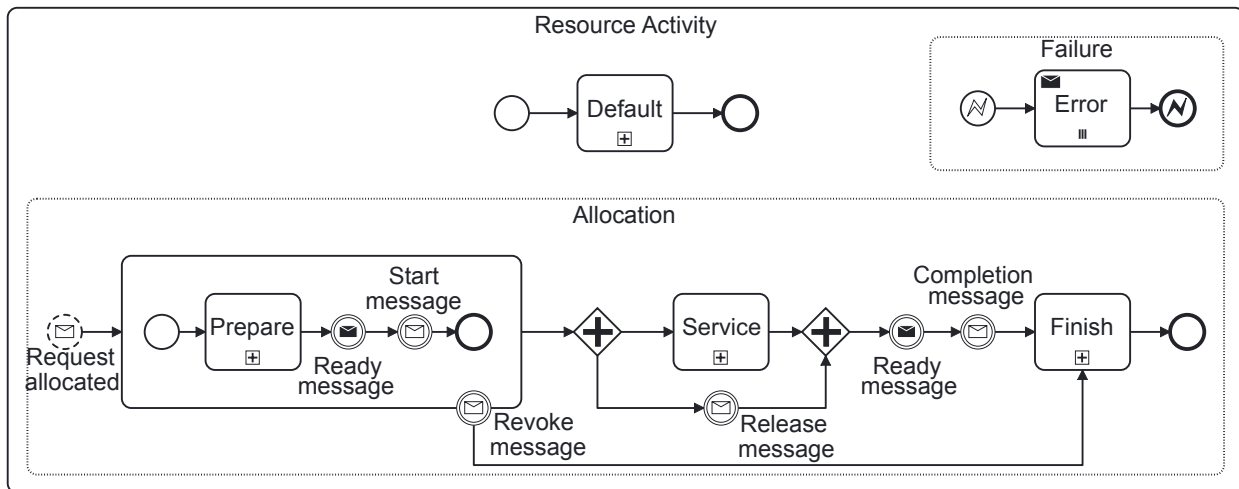 Resource Activity
Failure
Default
Error
Allocation
Start
message
Completion
message
Prepare
Service
Finish
Request
allocated
Ready
message
Ready
message
Revoke
message
Release
message